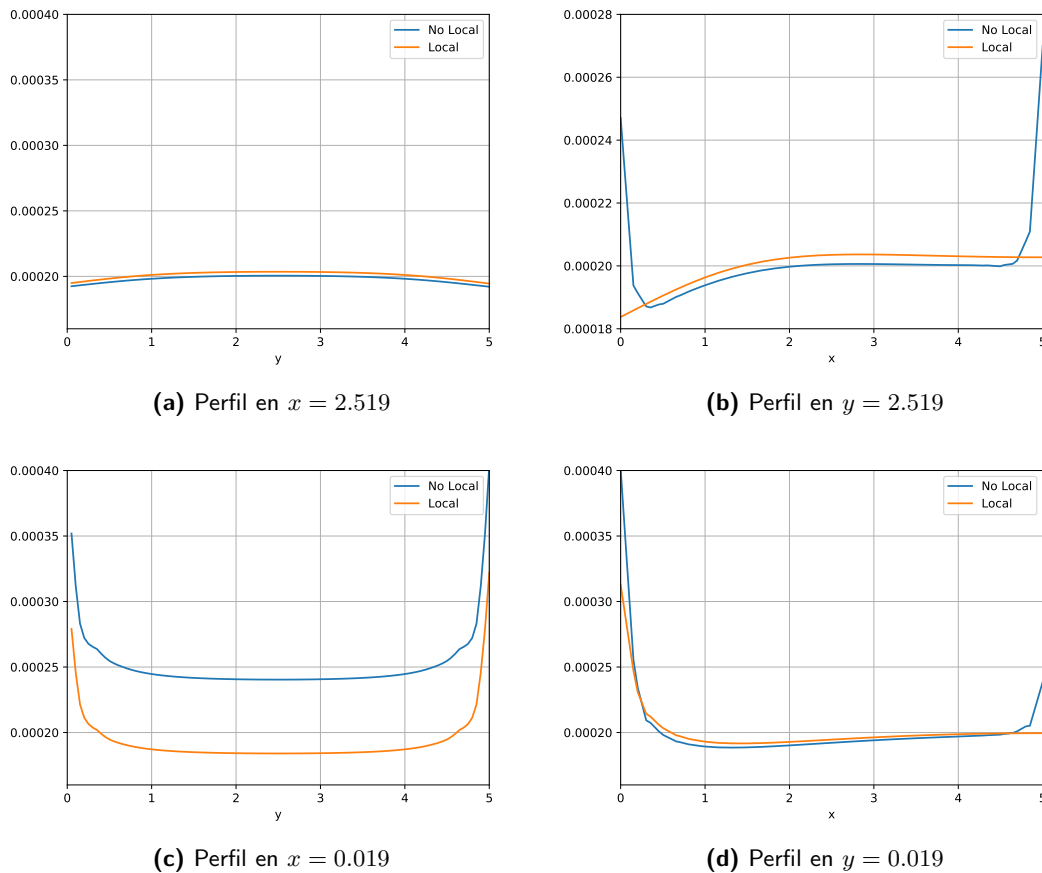 0.00040
0.00035
0.00030
0.00025
0.00020
0 1 2 3 4 5
y
No Local
Local
(a) Perfil en x = 2.519
0.00028
0.00026
0.00024
0.00022
0.00020
0.00018
0 1 2 3 4 5
x
No Local
Local
(b) Perfil en y = 2.519
0.00040
0.00035
0.00030
0.00025
0.00020
0 1 2 3 4 5
y
No Local
Local
(c) Perfil en x = 0.019
0.00040
0.00035
0.00030
0.00025
0.00020
0 1 2 3 4 5
x
No Local
Local
(d) Perfil en y = 0.019